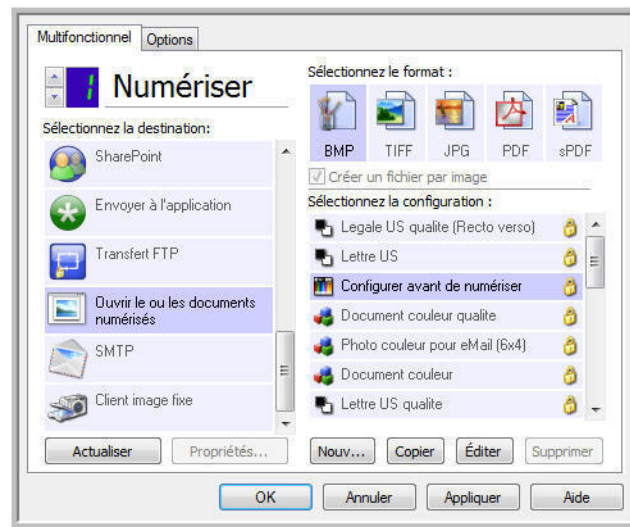 Multifonctionnel
Options
1 Numériser
Sélectionnez la destination:
SharePoint
Envoyer à l'application
Transfert FTP
Ouvrir le ou les documents
numérisés
SMTP
Client image fixe
Actualiser
Propriétés...
Sélectionnez le format :
BMP
TIFF
JPG
PDF
sPDF
Créer un fichier par image
Sélectionnez la configuration :
Legale US qualite (Recto verso)
Lettre US
Configurer avant de numériser
Document couleur qualite
Photo couleur pour eMail (6x4)
Document couleur
Lettre US qualite
Nouv...
Copier
Éditer
Supprimer
OK
Annuler
Appliquer
Aide